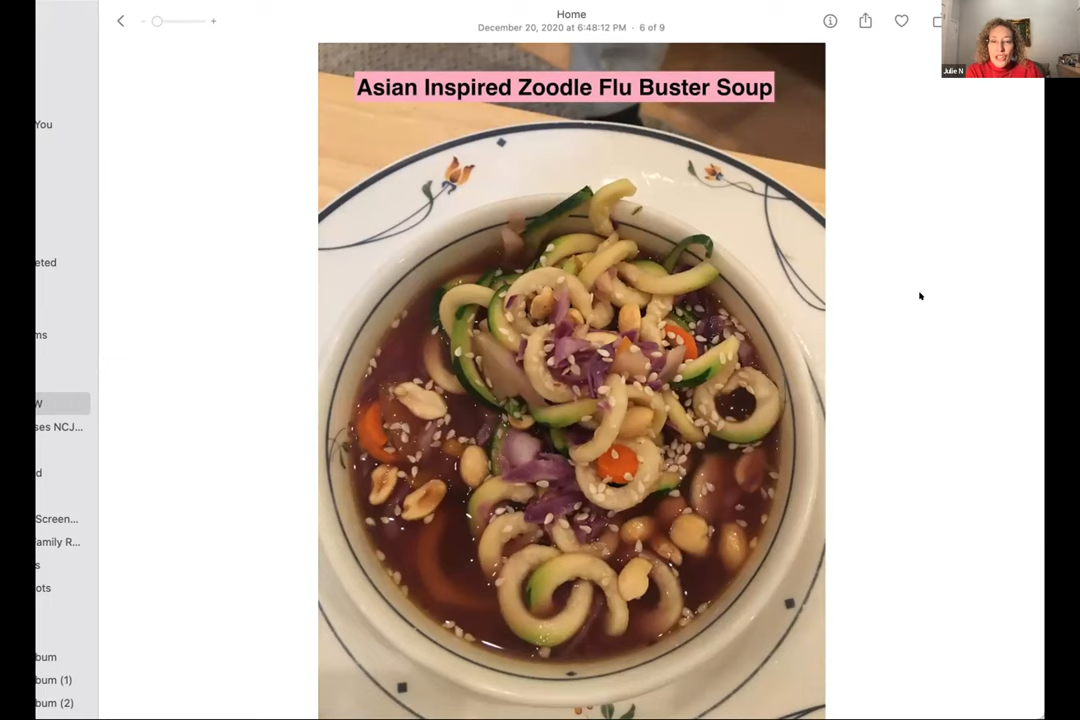 Home
December 20, 2020 at 6:48:12 PM · 6 of 9
Julie N
Asian Inspired Zoodle Flu Buster Soup
You
eted
ms
W
ses NCJ...
d
Screen...
amily R...
s
ots
bum
bum (1)
bum (2)